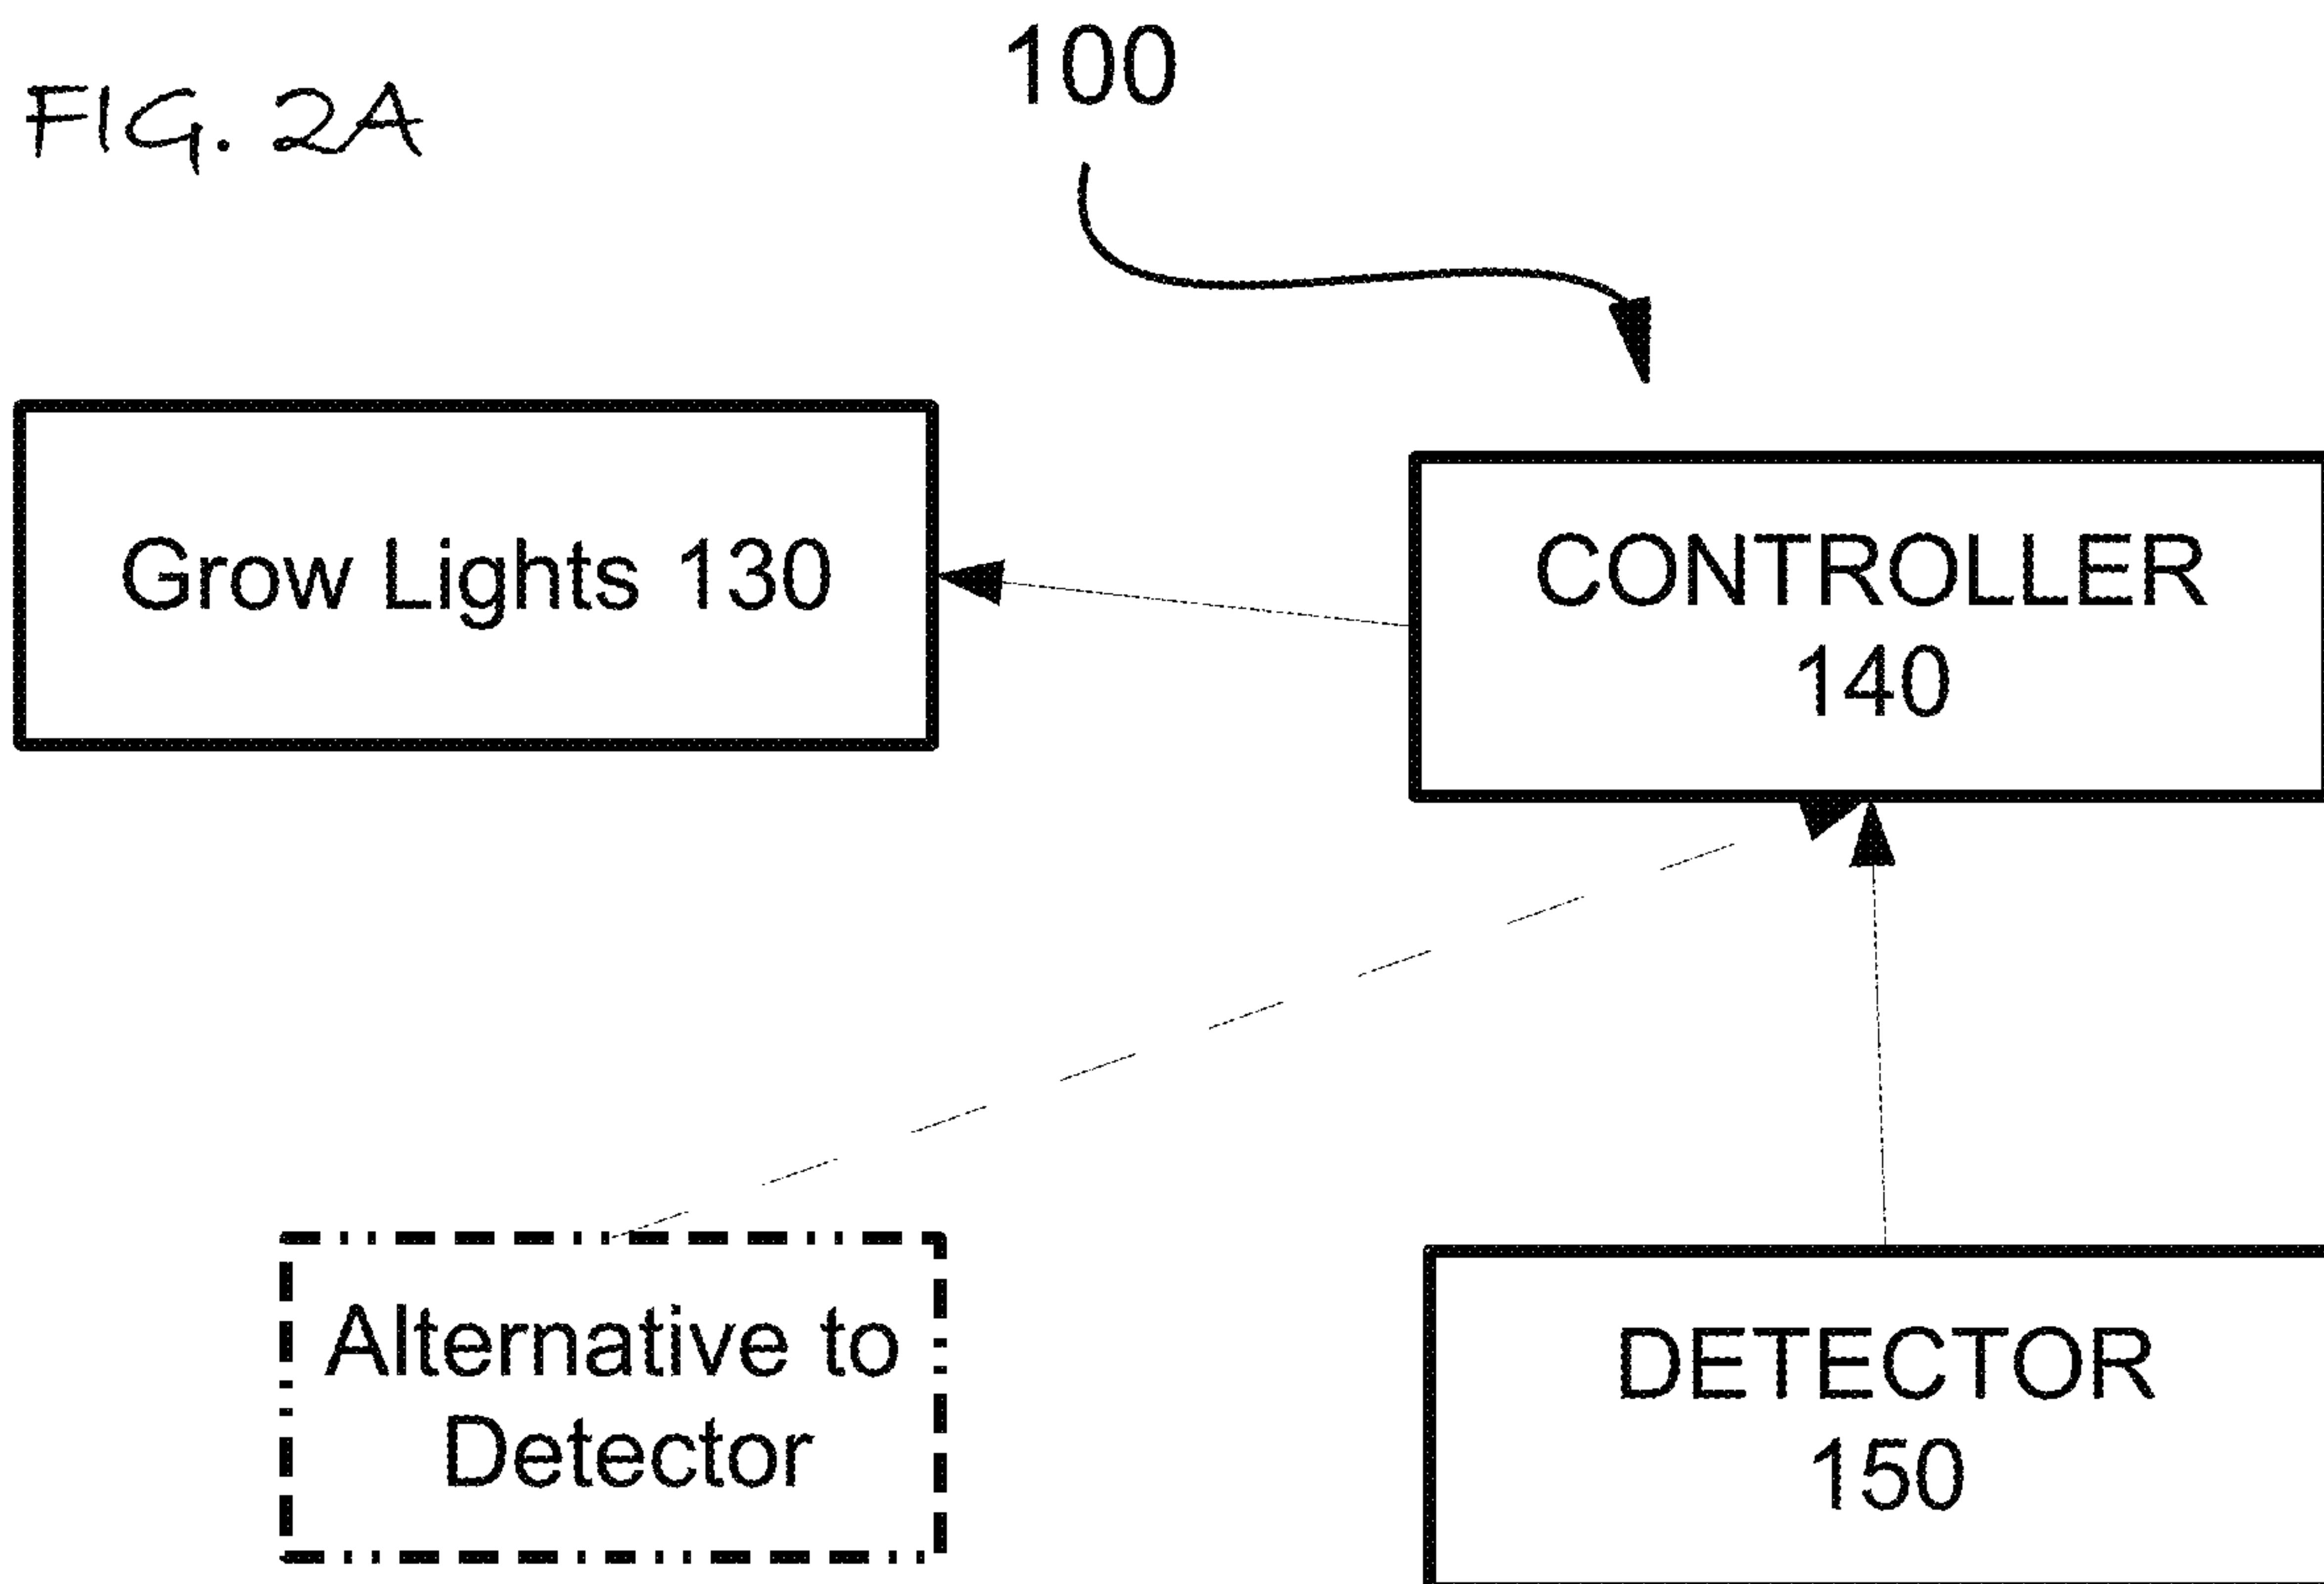 FIG. 2A
100
Grow Lights 130
CONTROLLER
140
Alternative to
Detector
DETECTOR
150